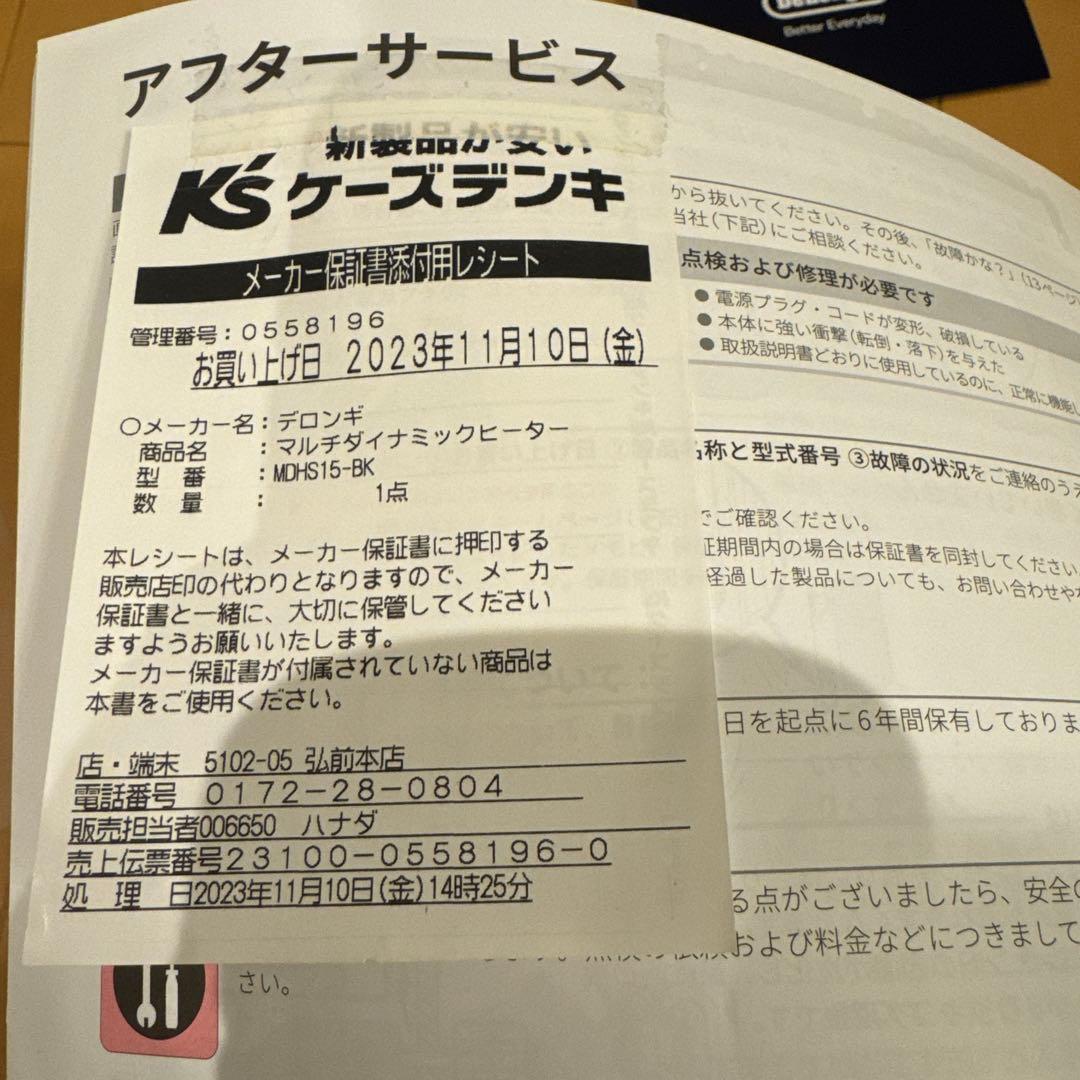 Better Everyday
アフターサービス
新製品が安い
K'sケーズデンキ
メーカー保証書添付用レシート
管理番号：0558196
お買い上げ日 2023年11月10日(金)
○メーカー名：デロンギ
商品名 ：マルチダイナミックヒーター
型 番 ：MDHS15-BK
数 量 ： 1点
本レシートは、メーカー保証書に押印する
販売店印の代わりとなりますので、メーカー
保証書と一緒に、大切に保管してください
ますようお願いいたします。
メーカー保証書が付属されていない商品は
本書をご使用ください。
店・端末 5102-05 弘前本店
電話番号 0172-28-0804
販売担当者006650 ハナダ
売上伝票番号23100-0558196-0
処 理 日2023年11月10日(金)14時25分
から抜いてください。その後、「故障かな？」(13ページ
当社(下記)にご相談ください。
点検および修理が必要です
● 電源プラグ・コードが変形、破損している
● 本体に強い衝撃(転倒・落下)を与えた
● 取扱説明書どおりに使用しているのに、正常に機能し
称と型式番号 ③故障の状況をご連絡のうえ
でご確認ください。
証期間内の場合は保証書を同封してください。
経過した製品についても、お問い合わせや
日を起点に6年間保有しておりま
る点がございましたら、安全の
および料金などにつきまして
さい。